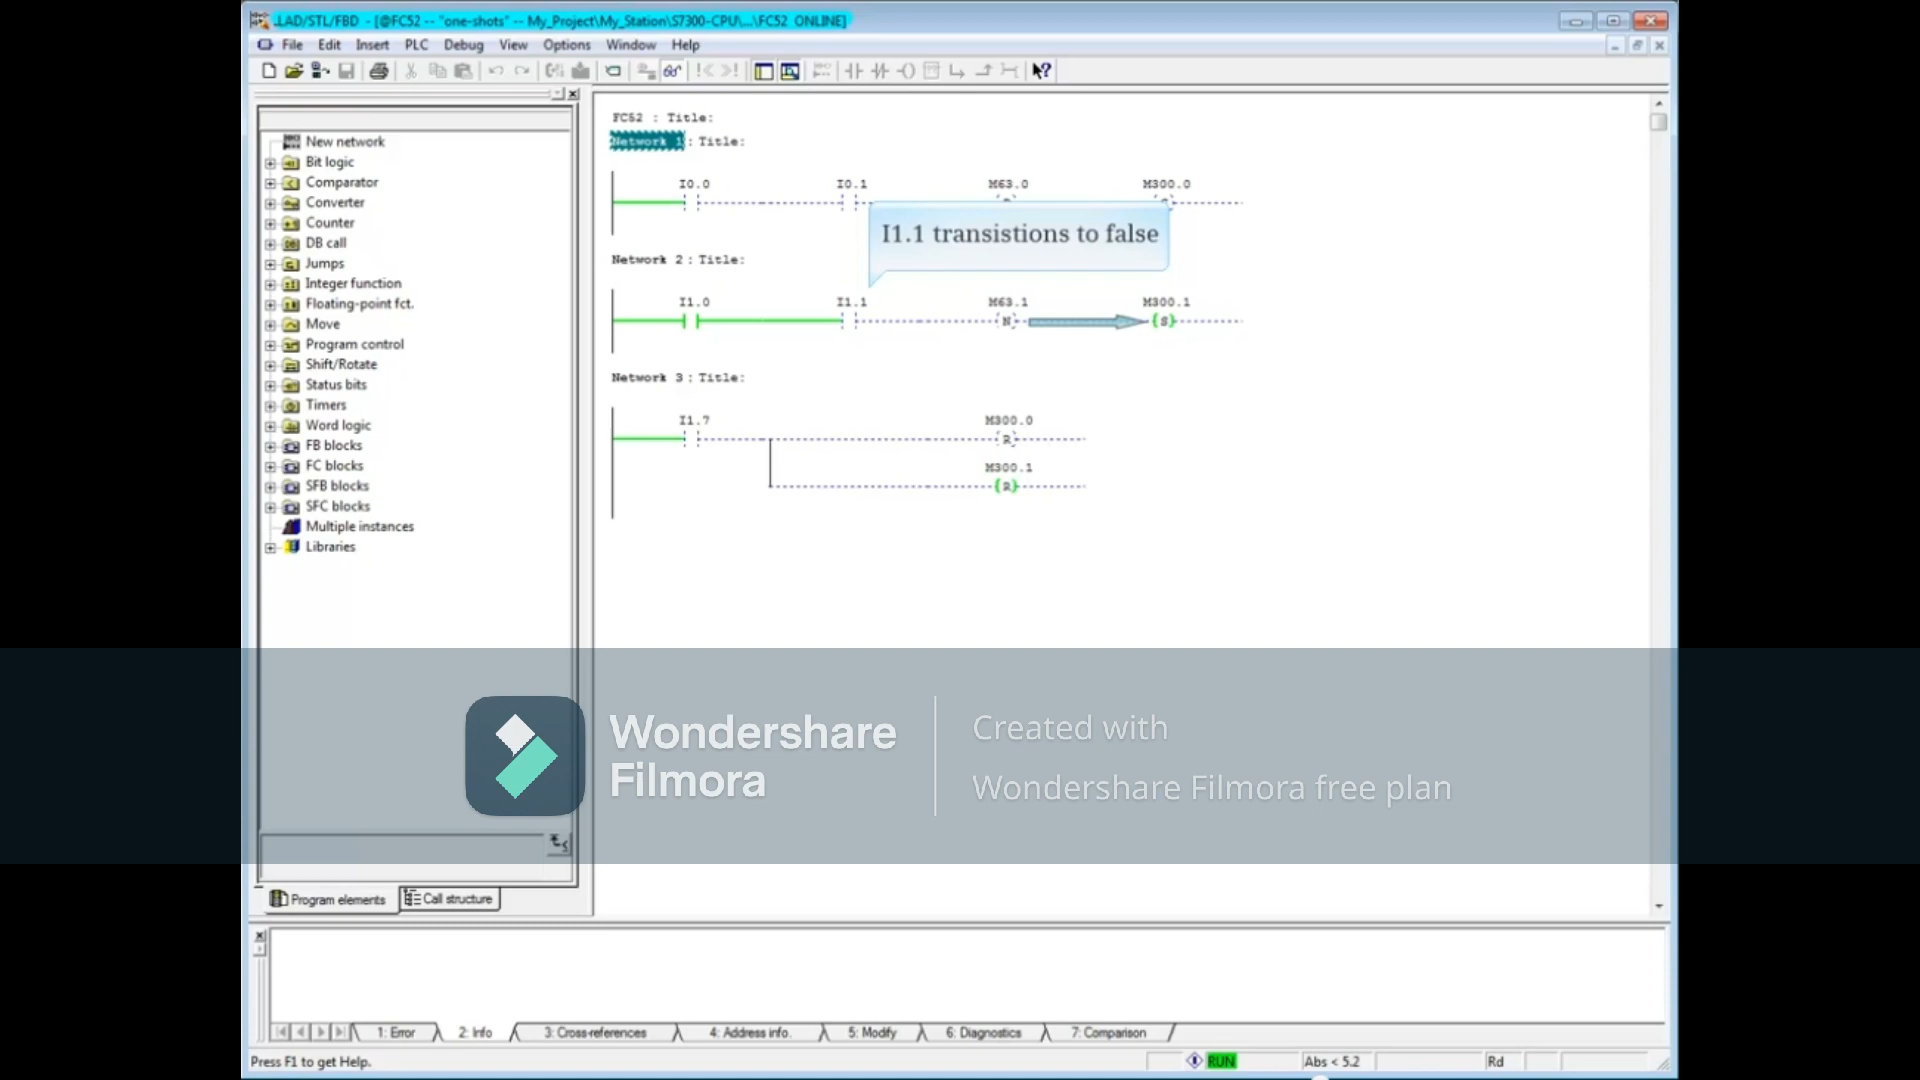 LAD/STL/FBD - [@FC52 -- "one-shots" -- My_Project\My_Station\S7300-CPU\...\FC52 ONLINE]
File Edit Insert PLC Debug View Options Window Help
New network
Bit logic
Comparator
Converter
Counter
DB call
Jumps
Integer function
Floating-point fct.
Move
Program control
Shift/Rotate
Status bits
Timers
Word logic
FB blocks
FC blocks
SFB blocks
SFC blocks
Multiple instances
Libraries
Program elements
Call structure
FC52 : Title:
Network 1 : Title:
I0.0 I0.1 M63.0 M300.0
I1.1 transistions to false
Network 2 : Title:
I1.0 I1.1 M63.1 M300.1
N S
Network 3 : Title:
I1.7 M300.0
R
M300.1
R
Wondershare
Filmora
Created with
Wondershare Filmora free plan
1: Error 2: Info 3: Cross-references 4: Address info. 5: Modify 6: Diagnostics 7: Comparison
Press F1 to get Help.
RUN Abs < 5.2 Rd